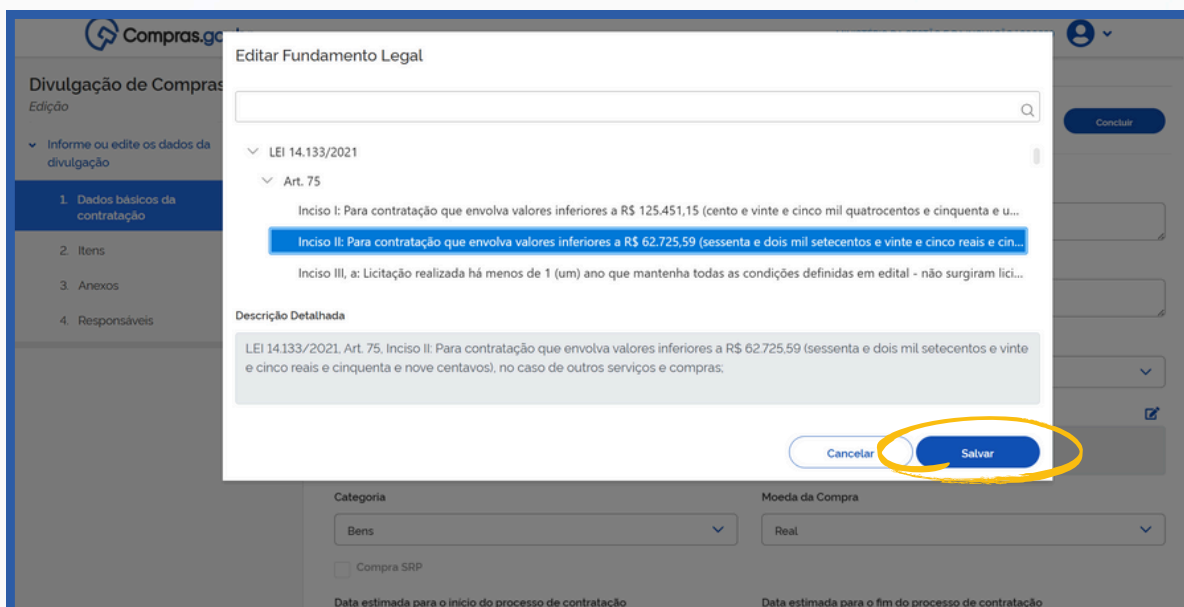 Compras.go
Editar Fundamento Legal
Divulgação de Compras
Edição
Concluir
Informe ou edite os dados da
divulgação
LEI 14.133/2021
Art. 75
1. Dados básicos da
contratação
Inciso I: Para contratação que envolva valores inferiores a R$ 125.451,15 (cento e vinte e cinco mil quatrocentos e cinquenta e u...
Inciso II: Para contratação que envolva valores inferiores a R$ 62.725,59 (sessenta e dois mil setecentos e vinte e cinco reais e cin...
2. Itens
Inciso III, a: Licitação realizada há menos de 1 (um) ano que mantenha todas as condições definidas em edital - não surgiram lici...
3. Anexos
4. Responsáveis
Descrição Detalhada
LEI 14.133/2021, Art. 75, Inciso II: Para contratação que envolva valores inferiores a R$ 62.725,59 (sessenta e dois mil setecentos e vinte
e cinco reais e cinquenta e nove centavos), no caso de outros serviços e compras;
Cancelar
Salvar
Categoria
Moeda da Compra
Bens
Real
Compra SRP
Data estimada para o início do processo de contratação
Data estimada para o fim do processo de contratação